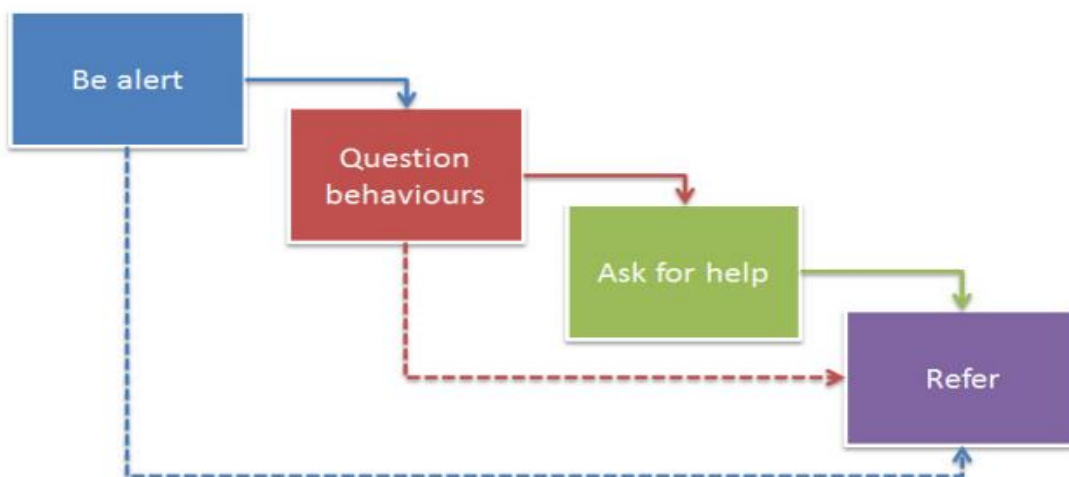 Be alert
Question
behaviours
Ask for help
Refer